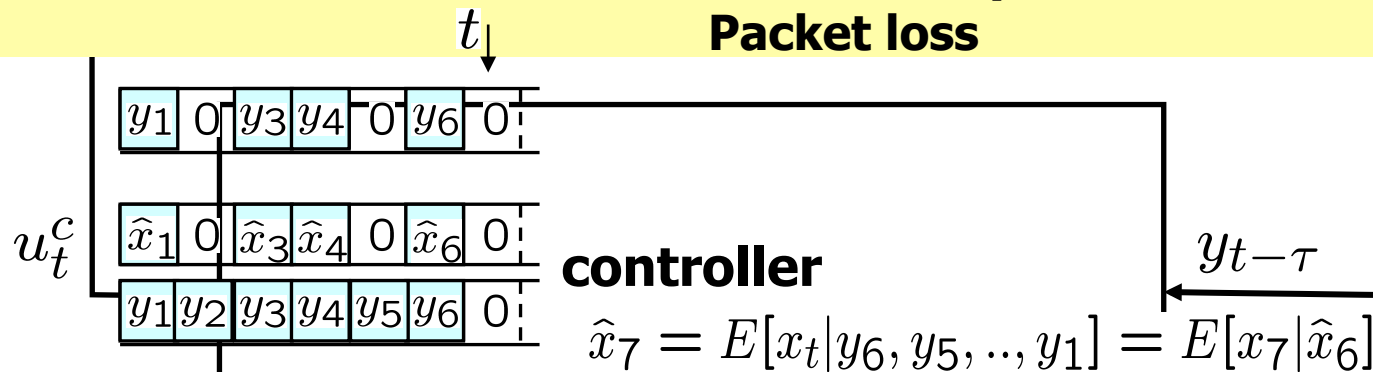 Packet loss
t
y₁ 0 y₃ y₄ 0 y₆ 0
x̂₁ 0 x̂₃ x̂₄ 0 x̂₆ 0
u_t^c
controller
y_{t−τ}
y₁ y₂ y₃ y₄ y₅ y₆ 0
x̂₇ = E[x_t|y₆, y₅, .., y₁] = E[x₇|x̂₆]